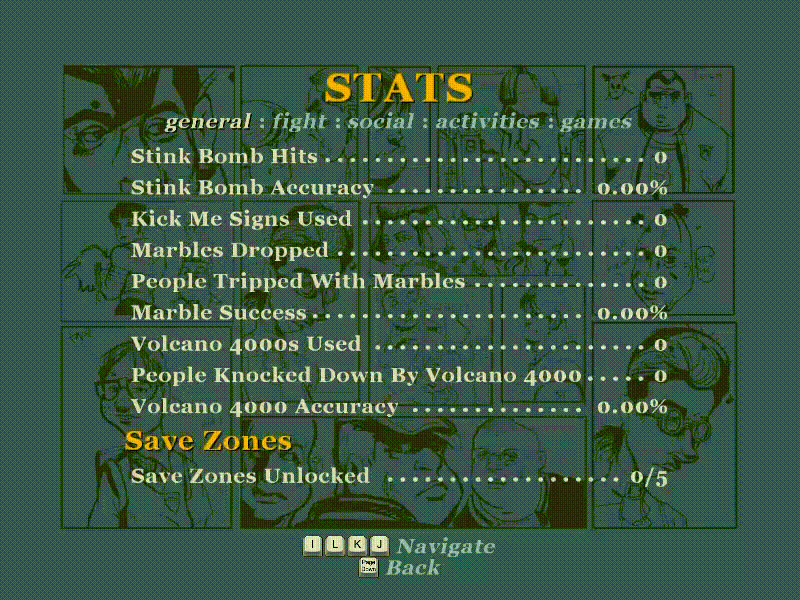 STATS
general : fight : social : activities : games
Stink Bomb Hits .......................... 0
Stink Bomb Accuracy ................ 0.00%
Kick Me Signs Used ....................... 0
Marbles Dropped ......................... 0
People Tripped With Marbles .............. 0
Marble Success ...................... 0.00%
Volcano 4000s Used ...................... 0
People Knocked Down By Volcano 4000 ..... 0
Volcano 4000 Accuracy .............. 0.00%
Save Zones
Save Zones Unlocked ................... 0/5
I L K J Navigate
Page Down Back